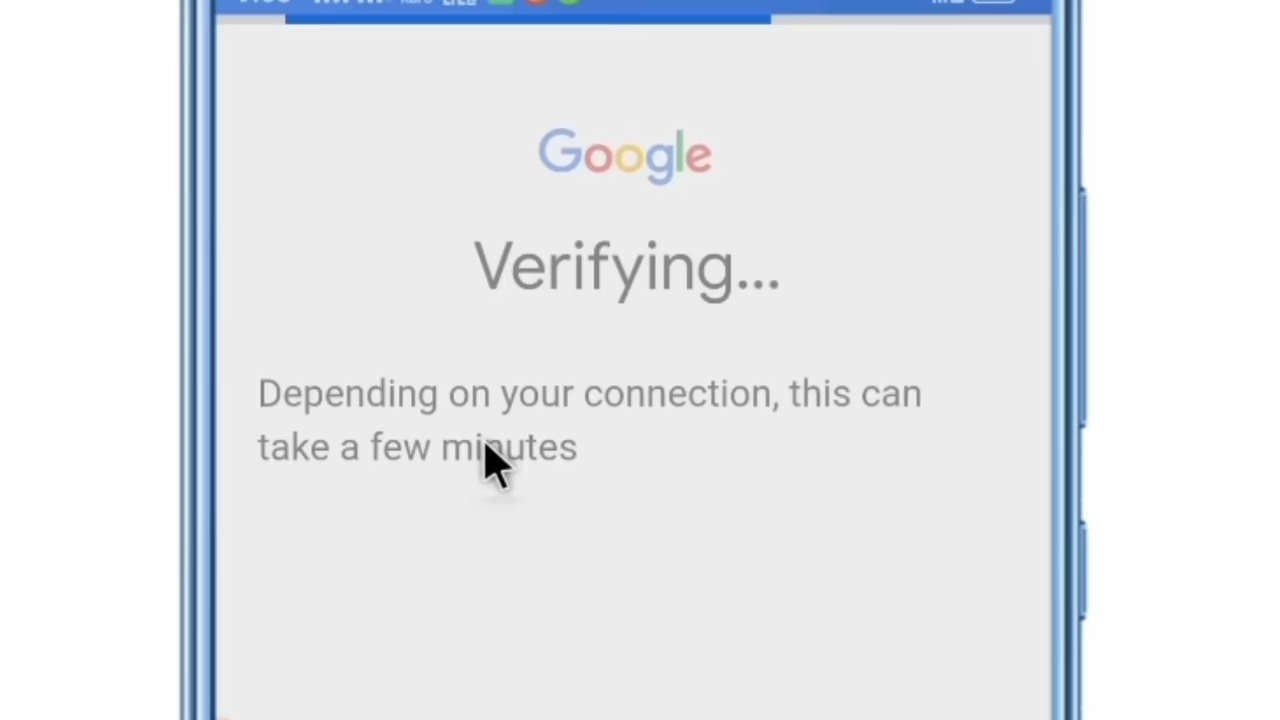 Google
Verifying...
Depending on your connection, this can
take a few minutes